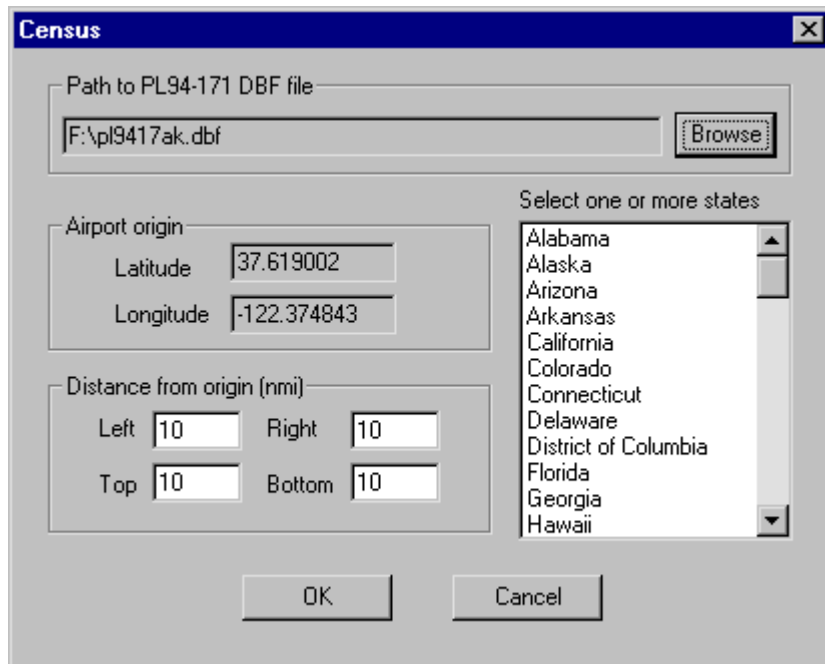 Census
Path to PL94-171 DBF file
F:\pl9417ak.dbf
Browse
Airport origin
Latitude 37.619002
Longitude -122.374843
Distance from origin (nmi)
Left 10 Right 10
Top 10 Bottom 10
Select one or more states
Alabama
Alaska
Arizona
Arkansas
California
Colorado
Connecticut
Delaware
District of Columbia
Florida
Georgia
Hawaii
OK Cancel